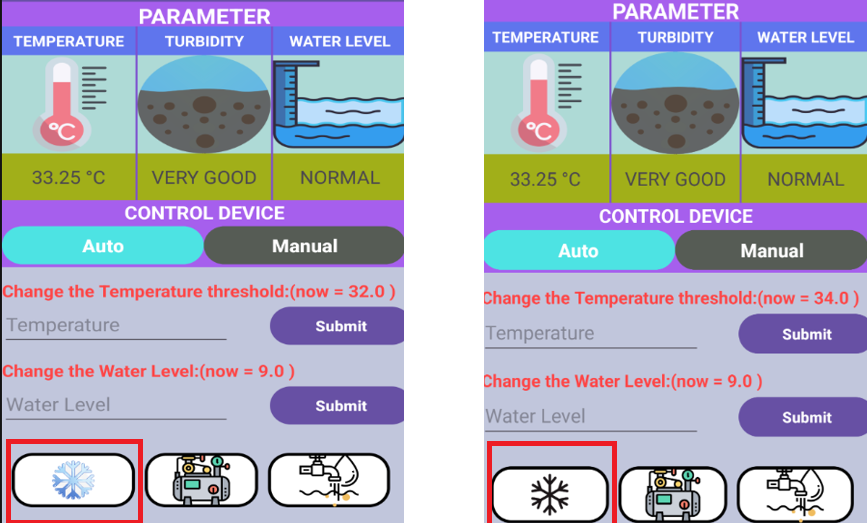 PARAMETER
TEMPERATURE TURBIDITY WATER LEVEL
°C
33.25 °C VERY GOOD NORMAL
CONTROL DEVICE
Auto Manual
Change the Temperature threshold:(now = 32.0 )
Temperature Submit
Change the Water Level:(now = 9.0 )
Water Level Submit
PARAMETER
TEMPERATURE TURBIDITY WATER LEVEL
°C
33.25 °C VERY GOOD NORMAL
CONTROL DEVICE
Auto Manual
Change the Temperature threshold:(now = 34.0 )
Temperature Submit
Change the Water Level:(now = 9.0 )
Water Level Submit